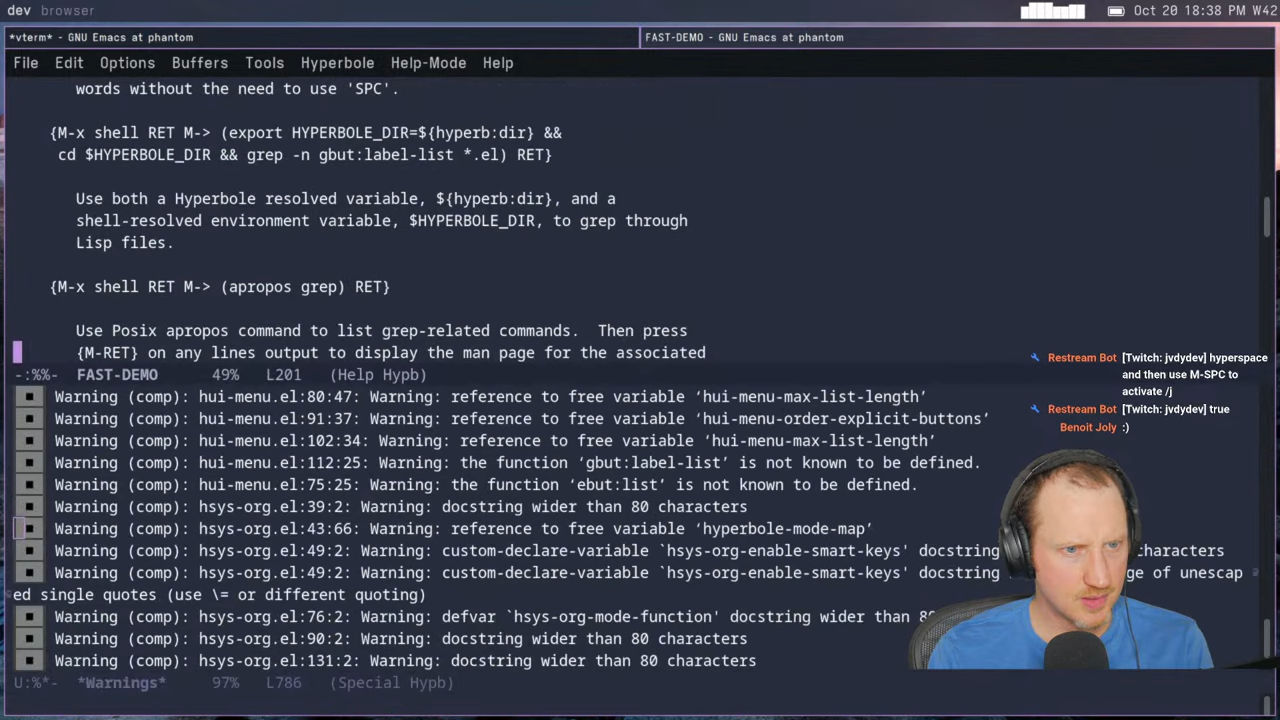 dev browser
Oct 20 18:38 PM W42
*vterm* - GNU Emacs at phantom
FAST-DEMO - GNU Emacs at phantom
File Edit Options Buffers Tools Hyperbole Help-Mode Help
words without the need to use 'SPC'.
{M-x shell RET M-> (export HYPERBOLE_DIR=${hyperb:dir} &&
cd $HYPERBOLE_DIR && grep -n gbut:label-list *.el) RET}
Use both a Hyperbole resolved variable, ${hyperb:dir}, and a
shell-resolved environment variable, $HYPERBOLE_DIR, to grep through
Lisp files.
{M-x shell RET M-> (apropos grep) RET}
Use Posix apropos command to list grep-related commands.  Then press
{M-RET} on any lines output to display the man page for the associated
-:%%-  FAST-DEMO      49%   L201   (Help Hypb)
Restream Bot [Twitch: jvdydev] hyperspace
and then use M-SPC to
activate /j
Restream Bot [Twitch: jvdydev] true
Benoit Joly :)
■ Warning (comp): hui-menu.el:80:47: Warning: reference to free variable ‘hui-menu-max-list-length’
■ Warning (comp): hui-menu.el:91:37: Warning: reference to free variable ‘hui-menu-order-explicit-buttons’
■ Warning (comp): hui-menu.el:102:34: Warning: reference to free variable ‘hui-menu-max-list-length’
■ Warning (comp): hui-menu.el:112:25: Warning: the function ‘gbut:label-list’ is not known to be defined.
■ Warning (comp): hui-menu.el:75:25: Warning: the function ‘ebut:list’ is not known to be defined.
■ Warning (comp): hsys-org.el:39:2: Warning: docstring wider than 80 characters
■ Warning (comp): hsys-org.el:43:66: Warning: reference to free variable ‘hyperbole-mode-map’
■ Warning (comp): hsys-org.el:49:2: Warning: custom-declare-variable `hsys-org-enable-smart-keys' docstring characters
■ Warning (comp): hsys-org.el:49:2: Warning: custom-declare-variable `hsys-org-enable-smart-keys' docstring of unescap
ed single quotes (use \= or different quoting)
■ Warning (comp): hsys-org.el:76:2: Warning: defvar `hsys-org-mode-function' docstring wider than
■ Warning (comp): hsys-org.el:90:2: Warning: docstring wider than 80 characters
■ Warning (comp): hsys-org.el:131:2: Warning: docstring wider than 80 characters
U:%*-  *Warnings*     97%   L786   (Special Hypb)